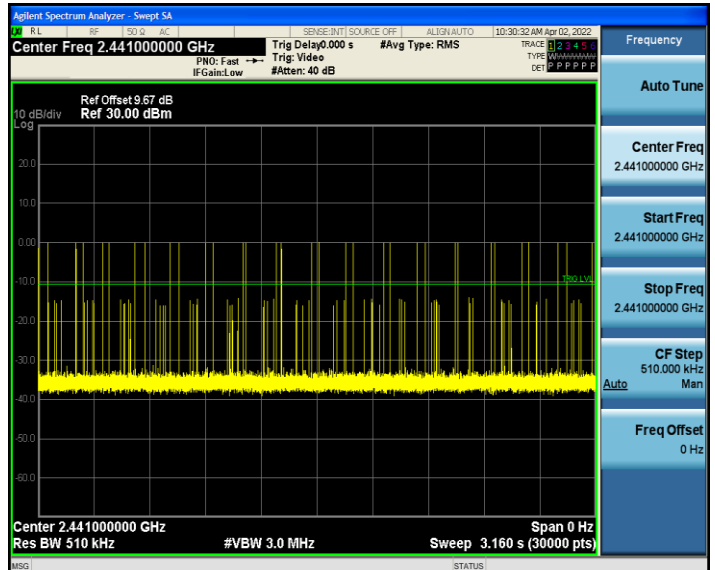 Agilent Spectrum Analyzer - Swept SA
RL RF 50 Ω AC SENSE:INT SOURCE OFF ALIGN AUTO 10:30:32 AM Apr 02, 2022
Center Freq 2.441000000 GHz
Trig Delay0.000 s #Avg Type: RMS
TRACE 1 2 3 4 5 6
PNO: Fast Trig: Video
TYPE
IFGain:Low #Atten: 40 dB
DET P P P P P P
Ref Offset 9.67 dB
10 dB/div Ref 30.00 dBm
Log
20.0
10.0
0.00
-10.0
TRIG LVL
-20.0
-30.0
-40.0
-50.0
-60.0
Center 2.441000000 GHz Span 0 Hz
Res BW 510 kHz #VBW 3.0 MHz Sweep 3.160 s (30000 pts)
MSG STATUS
Frequency
Auto Tune
Center Freq
2.441000000 GHz
Start Freq
2.441000000 GHz
Stop Freq
2.441000000 GHz
CF Step
510.000 kHz
Auto Man
Freq Offset
0 Hz